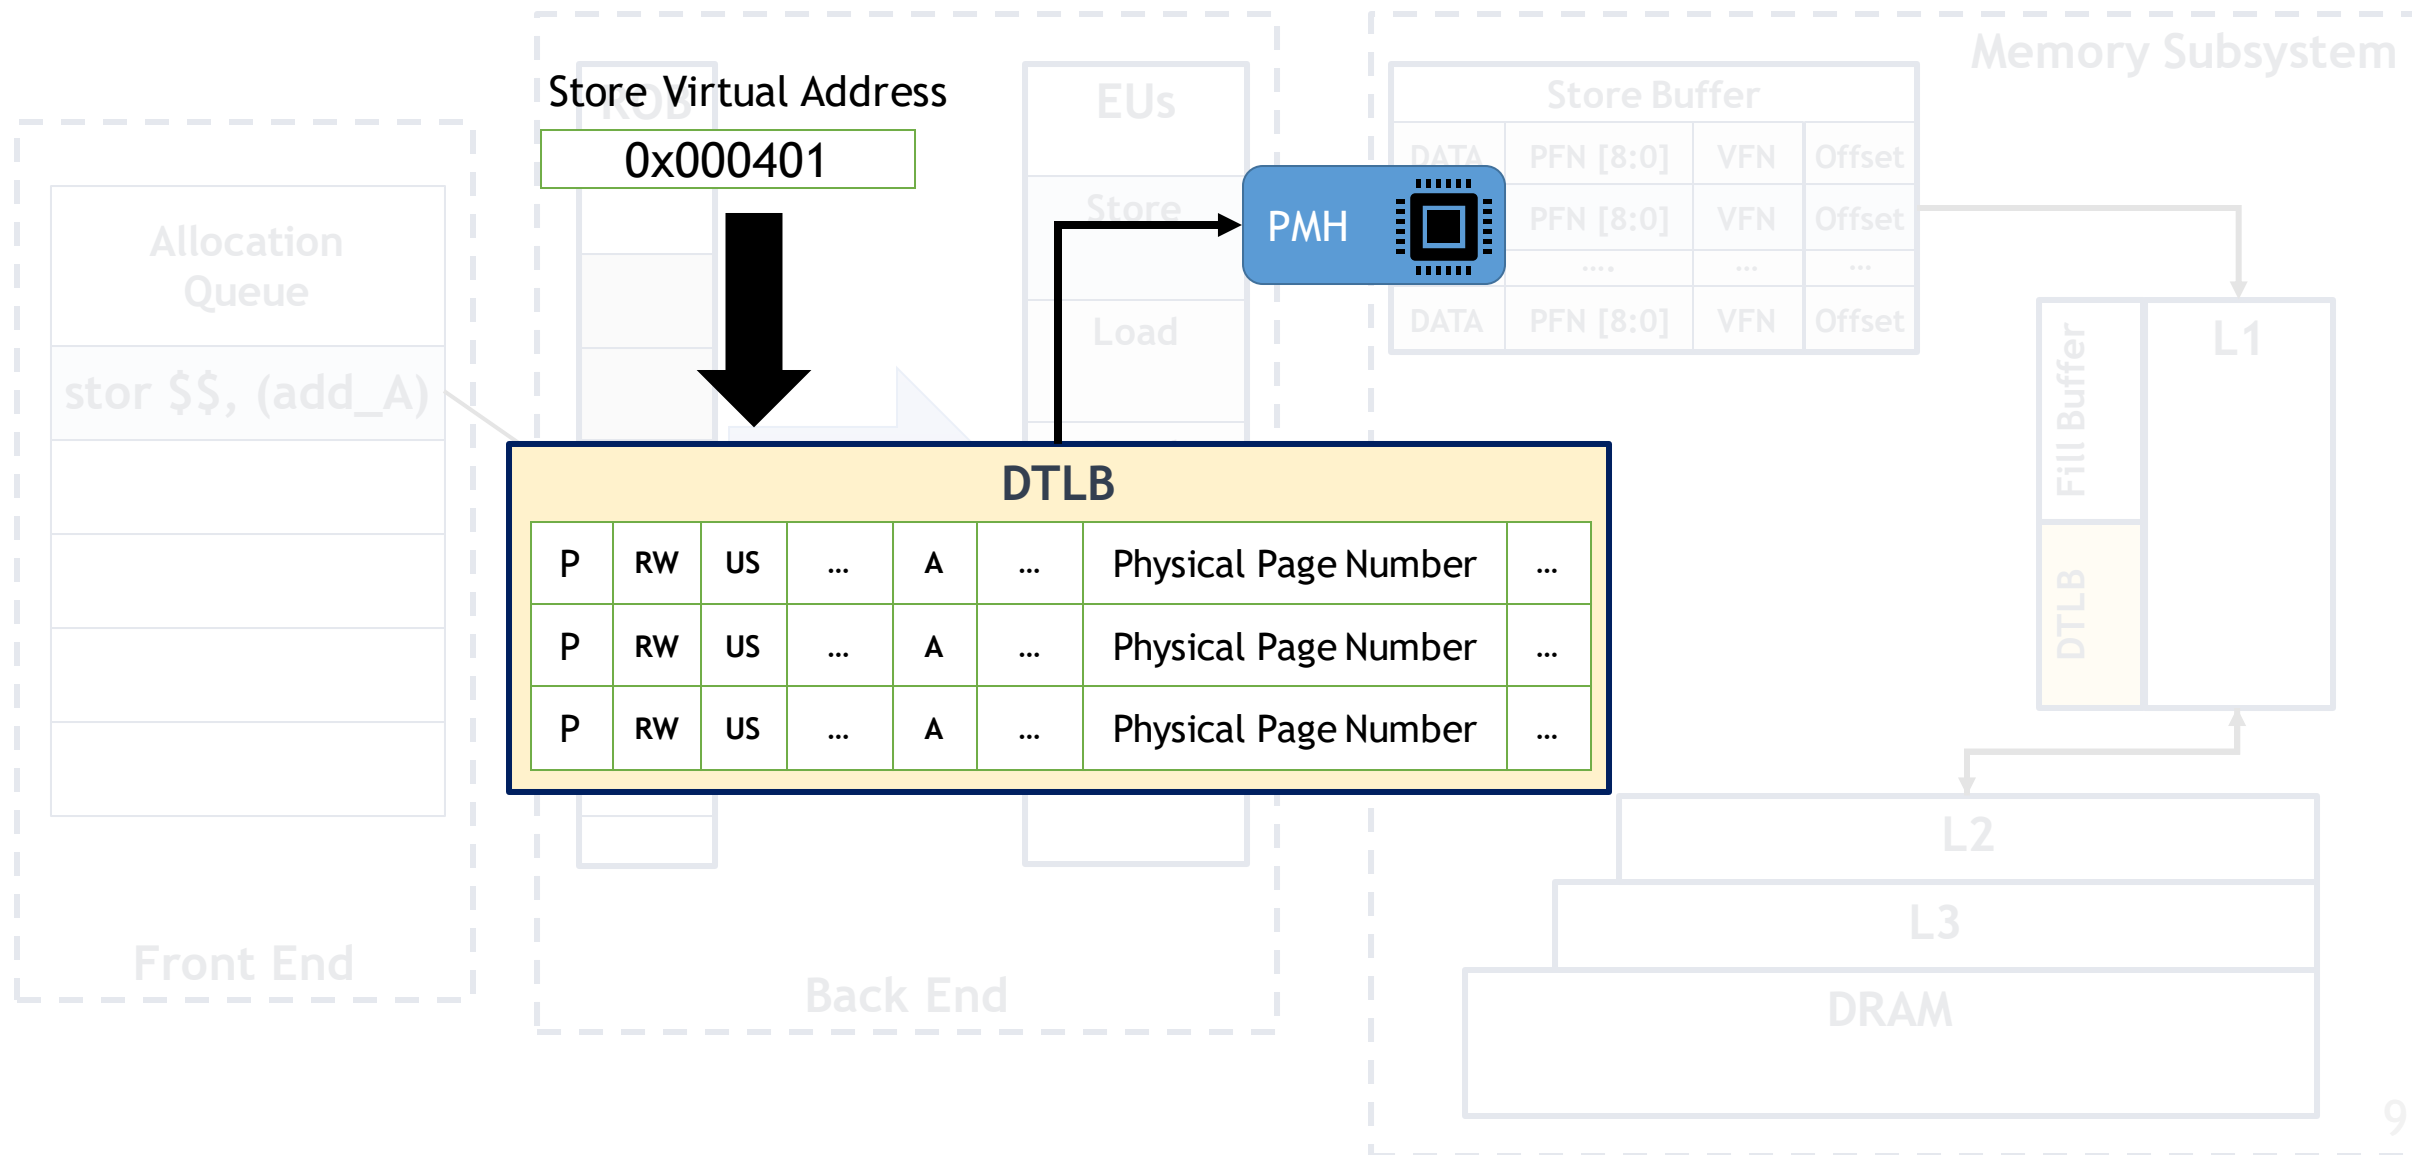 Memory Subsystem
Store Virtual Address
ROB
0x000401
EUs
Store
Load
PMH
Store Buffer
DATA PFN [8:0] VFN Offset
PFN [8:0] VFN Offset
.... ... ...
DATA PFN [8:0] VFN Offset
Allocation
Queue
stor $$, (add_A)
Front End
DTLB
P RW US ... A ... Physical Page Number ...
P RW US ... A ... Physical Page Number ...
P RW US ... A ... Physical Page Number ...
Back End
Fill Buffer
DTLB
L1
L2
L3
DRAM
9